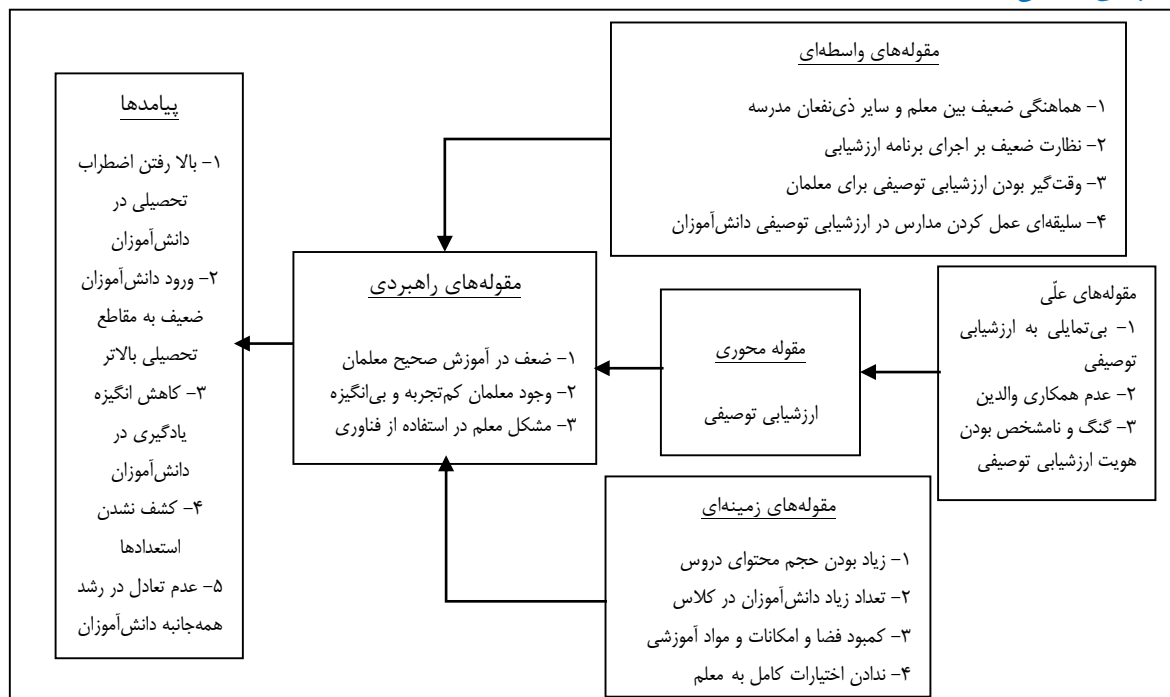 مقوله‌های واسطه‌ای
۱- هماهنگی ضعیف بین معلم و سایر ذی‌نفعان مدرسه
۲- نظارت ضعیف بر اجرای برنامه ارزشیابی
۳- وقت‌گیر بودن ارزشیابی توصیفی برای معلمان
۴- سلیقه‌ای عمل کردن مدارس در ارزشیابی توصیفی دانش‌آموزان
مقوله‌های علّی
۱- بی‌تمایلی به ارزشیابی
توصیفی
۲- عدم همکاری والدین
۳- گنگ و نامشخص بودن
هویت ارزشیابی توصیفی
مقوله محوری
ارزشیابی توصیفی
مقوله‌های راهبردی
۱- ضعف در آموزش صحیح معلمان
۲- وجود معلمان کم‌تجربه و بی‌انگیزه
۳- مشکل معلم در استفاده از فناوری
مقوله‌های زمینه‌ای
۱- زیاد بودن حجم محتوای دروس
۲- تعداد زیاد دانش‌آموزان در کلاس
۳- کمبود فضا و امکانات و مواد آموزشی
۴- ندادن اختیارات کامل به معلم
پیامدها
۱- بالا رفتن اضطراب
تحصیلی در
دانش‌آموزان
۲- ورود دانش‌آموزان
ضعیف به مقاطع
تحصیلی بالاتر
۳- کاهش انگیزه
یادگیری در
دانش‌آموزان
۴- کشف نشدن
استعدادها
۵- عدم تعادل در رشد
همه‌جانبه دانش‌آموزان